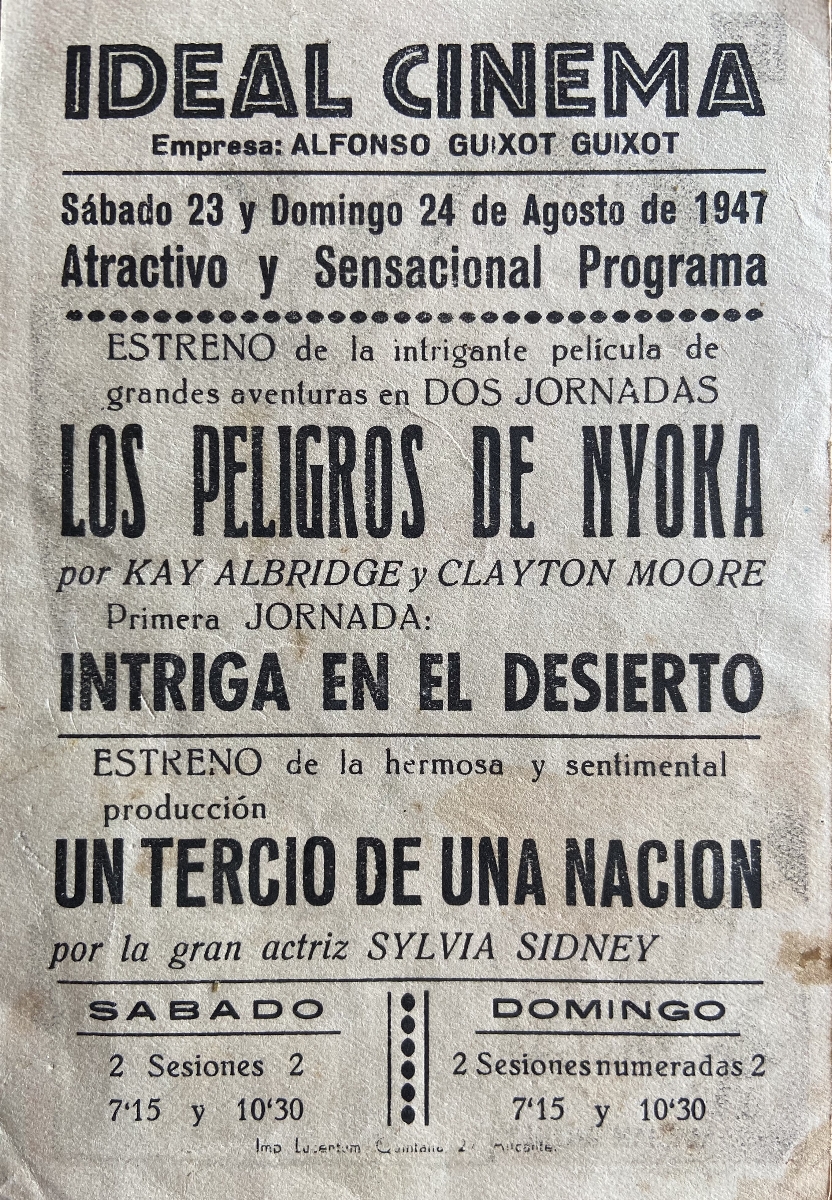 IDEAL CINEMA
Empresa: ALFONSO GUIXOT GUIXOT
Sábado 23 y Domingo 24 de Agosto de 1947
Atractivo y Sensacional Programa
ESTRENO de la intrigante película de
grandes aventuras en DOS JORNADAS
LOS PELIGROS DE NYOKA
por KAY ALBRIDGE y CLAYTON MOORE
Primera JORNADA:
INTRIGA EN EL DESIERTO
ESTRENO de la hermosa y sentimental
producción
UN TERCIO DE UNA NACION
por la gran actriz SYLVIA SIDNEY
SABADO
2 Sesiones 2
7'15 y 10'30
DOMINGO
2 Sesiones numeradas 2
7'15 y 10'30
Imp Lucentum